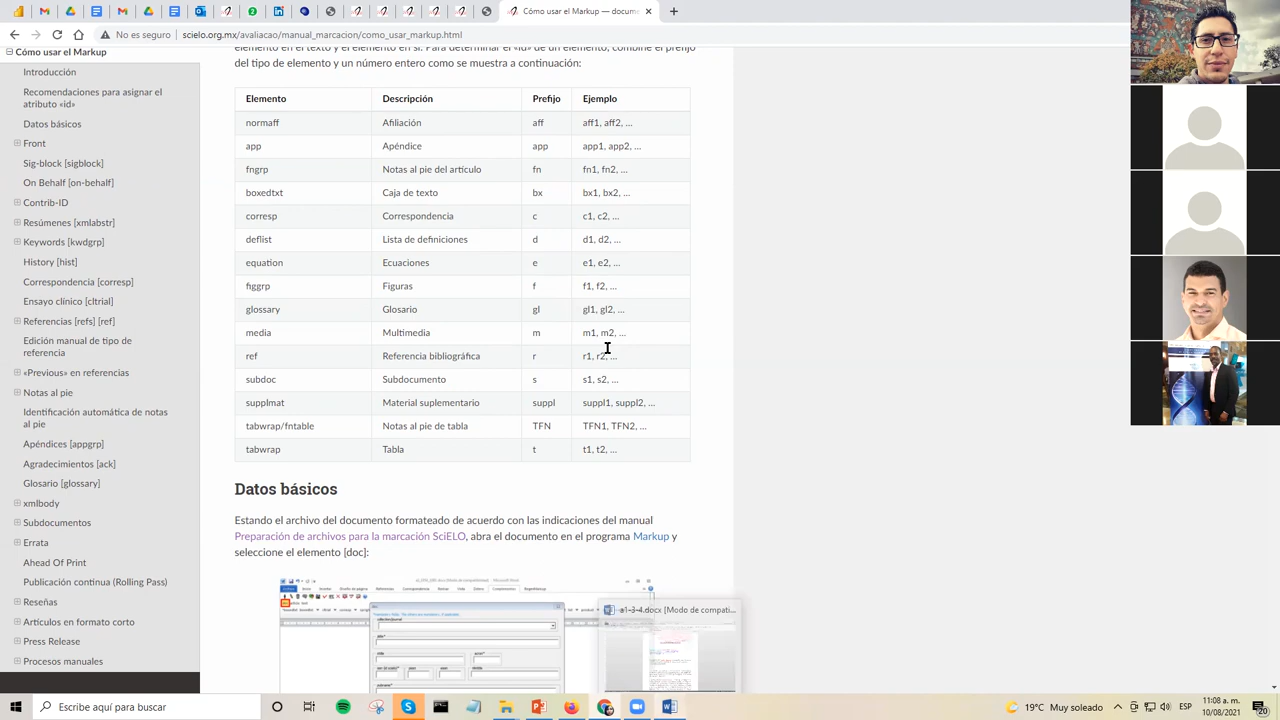 Cómo usar el Markup — docum
No es seguro
scielo.org.mx/avaliacao/manual_marcacion/como_usar_markup.html
Cómo usar el Markup
Introducción
Recomendaciones para asignar el
atributo «id»
Datos básicos
Front
Sig-block [sigblock]
On Behalf [on-behalf]
Contrib-ID
Resúmenes [xmlabstr]
Keywords [kwdgrp]
History [hist]
Correspondencia [corresp]
Ensayo clínico [cltrial]
Referencias [refs] [ref]
Edición manual de tipo de
referencia
«Previous» en referencias
Notas al pie
Identificación automática de notas
al pie
Apéndices [appgrp]
Agradecimientos [ack]
Glosario [glossary]
xmlbody
Subdocumentos
Errata
Ahead Of Print
Publicación continua (Rolling Pass)
Reseñas
Artículos en formato corto
Press Release
Procesos manuales
elemento en el texto y el elemento en sí. Para determinar el «id» de un elemento, combine el prefijo
del tipo de elemento y un número entero como se muestra a continuación:
Elemento Descripción Prefijo Ejemplo
normaff Afiliación aff aff1, aff2, ...
app Apéndice app app1, app2, ...
fngrp Notas al pie del artículo fn fn1, fn2, ...
boxedtxt Caja de texto bx bx1, bx2, ...
corresp Correspondencia c c1, c2, ...
deflist Lista de definiciones d d1, d2, ...
equation Ecuaciones e e1, e2, ...
figgrp Figuras f f1, f2, ...
glossary Glosario gl gl1, gl2, ...
media Multimedia m m1, m2, ...
ref Referencia bibliográfica r r1, r2, ...
subdoc Subdocumento s s1, s2, ...
supplmat Material suplementario suppl suppl1, suppl2, ...
tabwrap/fntable Notas al pie de tabla TFN TFN1, TFN2, ...
tabwrap Tabla t t1, t2, ...
Datos básicos
Estando el archivo del documento formateado de acuerdo con las indicaciones del manual
Preparación de archivos para la marcación SciELO, abra el documento en el programa Markup y
seleccione el elemento [doc]:
a1-3-4.docx [Modo de compati...
Escribe aquí para buscar
19°C Muy soleado
ESP
11:08 a. m.
10/08/2021
20